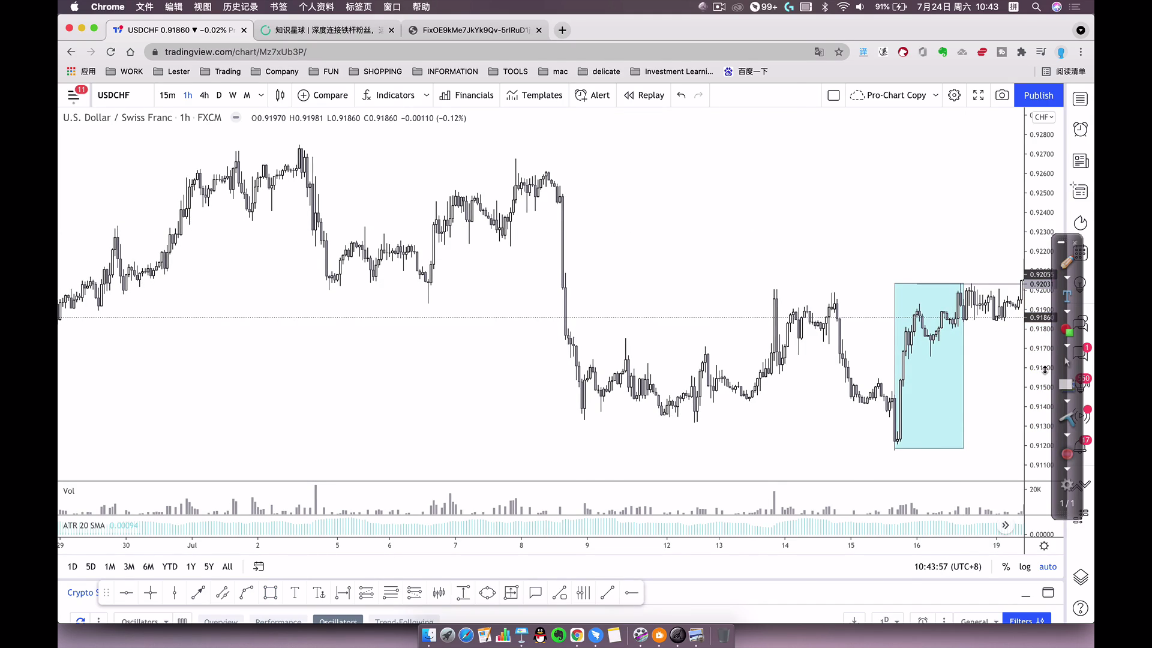 Chrome 文件 编辑 视图 历史记录 书签 个人资料 标签页 窗口 帮助 99+ 91% 7月24日 周六 10:43
USDCHF 0.91860 ▼ −0.02% P 知识星球 | 深度连接铁杆粉丝, FixOE9kMe7JkYk9Qv-5rIRuD1
tradingview.com/chart/Mz7xUb3P/
应用 WORK Lester Trading Company FUN SHOPPING INFORMATION TOOLS mac delicate Investment Learni... 百度一下 阅读清单
11
USDCHF 15m 1h 4h D W M Compare Indicators Financials Templates Alert Replay Pro-Chart Copy Publish
U.S. Dollar / Swiss Franc · 1h · FXCM O0.91970 H0.91981 L0.91860 C0.91860 −0.00110 (−0.12%) CHF
0.92800
0.92700
0.92600
0.92500
0.92400
0.92300
0.92200
0.92000
0.91900
0.91860
0.91800
0.91700
0.91500
0.91400
0.91300
0.91200
0.91100
Vol 20K
ATR 20 SMA 0.00094
29 30 Jul 2 5 6 7 8 9 12 13 14 15 16 19
1 / 1
1D 5D 1M 3M 6M YTD 1Y 5Y All 10:43:57 (UTC+8) % log auto
Crypto S
Oscillators Overview Performance Oscillators Trend-Following 1D General Filters